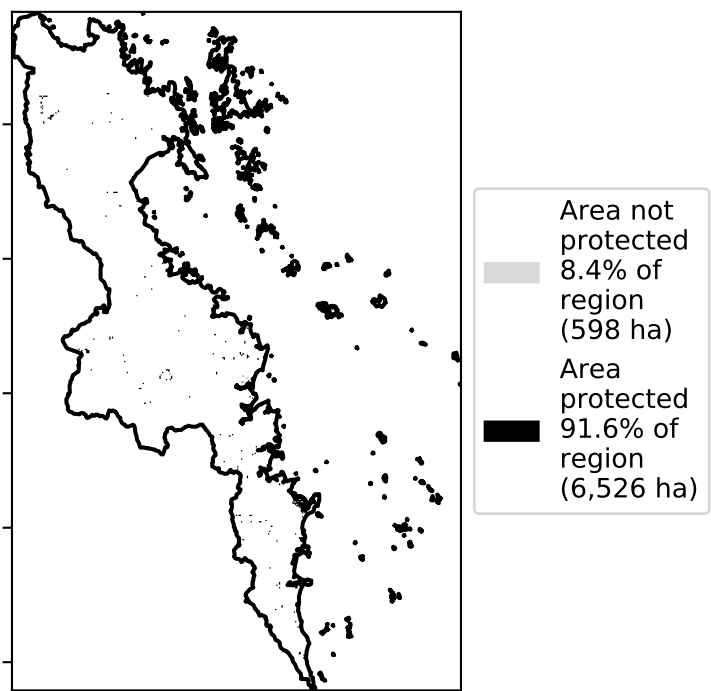 Area not
protected
8.4% of
region
(598 ha)
Area
protected
91.6% of
region
(6,526 ha)